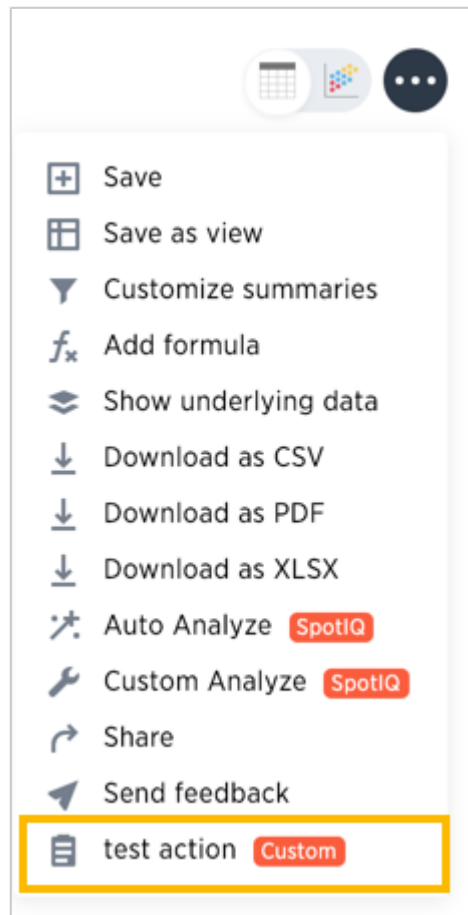 Save
Save as view
Customize summaries
fx Add formula
Show underlying data
Download as CSV
Download as PDF
Download as XLSX
Auto Analyze SpotIQ
Custom Analyze SpotIQ
Share
Send feedback
test action Custom